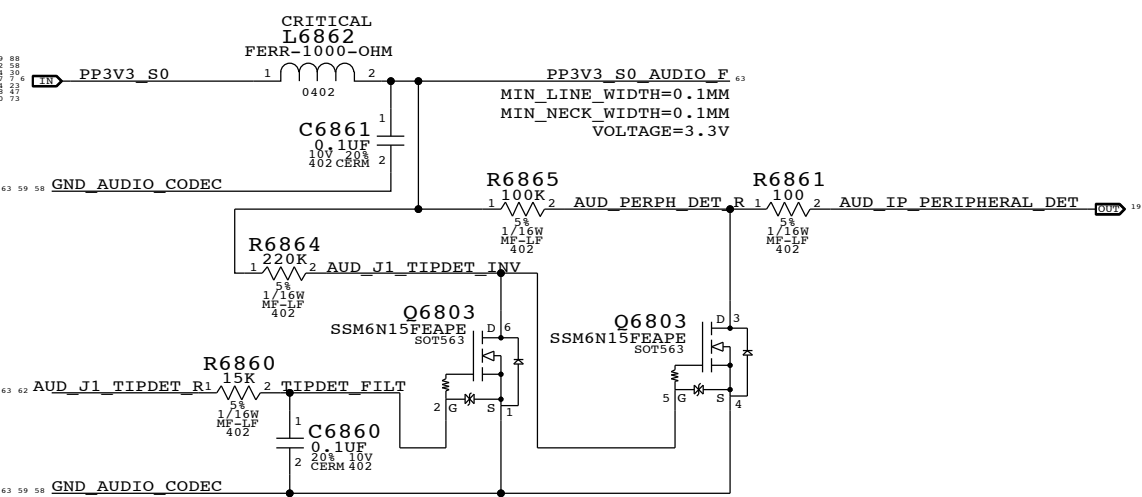 CRITICAL
L6862
FERR-1000-OHM
IN PP3V3_S0 1 2 PP3V3_S0_AUDIO_F 63
0402
MIN_LINE_WIDTH=0.1MM
MIN_NECK_WIDTH=0.1MM
VOLTAGE=3.3V
1
C6861
0.1UF
10V 20%
402 CERM
2
63 59 58 GND_AUDIO_CODEC
R6865
100K
1 2 AUD_PERPH_DET_R
5%
1/16W
MF-LF
402
R6861
100
1 2 AUD_IP_PERIPHERAL_DET OUT 19
5%
1/16W
MF-LF
402
R6864
220K
1 2 AUD_J1_TIPDET_INV
5%
1/16W
MF-LF
402
Q6803
SSM6N15FEAPE
SOT563
D 6
2 G S 1
Q6803
SSM6N15FEAPE
SOT563
D 3
5 G S 4
R6860
15K
63 62 AUD_J1_TIPDET_R 1 2 TIPDET_FILT
5%
1/16W
MF-LF
402
1
C6860
0.1UF
20% 10V
CERM 402
2
63 59 58 GND_AUDIO_CODEC